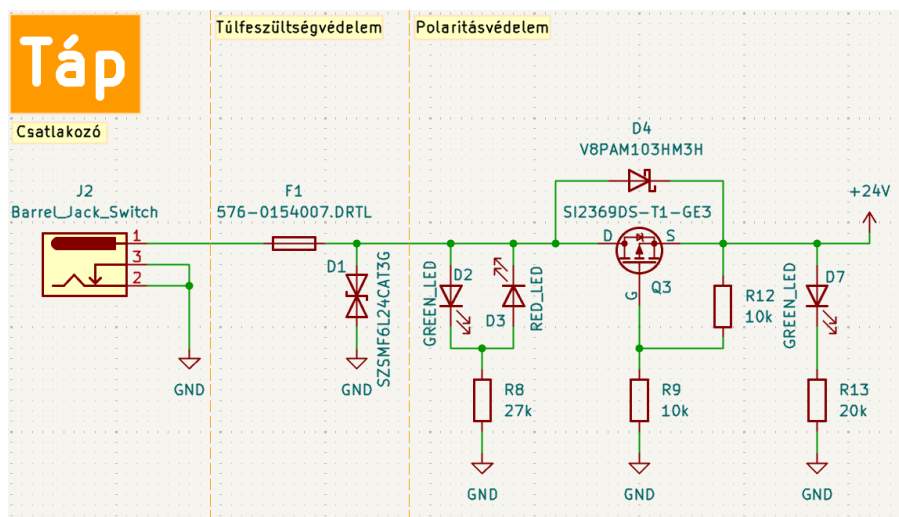 Táp
Túlfeszültségvédelem
Polaritásvédelem
Csatlakozó
D4
V8PAM103HM3H
J2
Barrel_Jack_Switch
F1
576-0154007.DRTL
SI2369DS-T1-GE3
+24V
1
3
2
D1
SZSMF6L24CAT3G
D2
GREEN_LED
D3
RED_LED
D
S
G
Q3
R12
10k
D7
GREEN_LED
GND
GND
R8
27k
R9
10k
R13
20k
GND
GND
GND